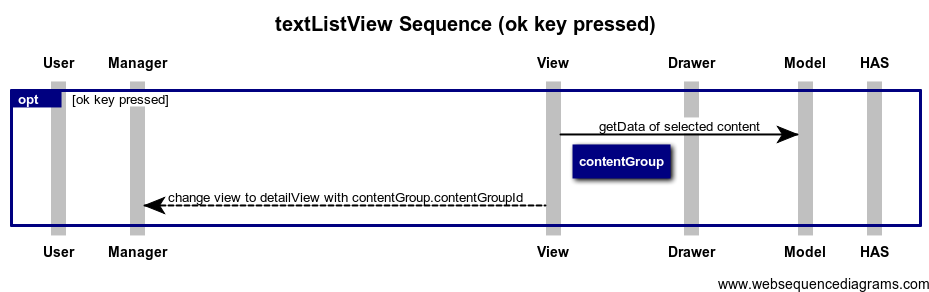 textListView Sequence (ok key pressed)
User Manager View Drawer Model HAS
opt [ok key pressed]
getData of selected content
contentGroup
change view to detailView with contentGroup.contentGroupId
User Manager View Drawer Model HAS
www.websequencediagrams.com